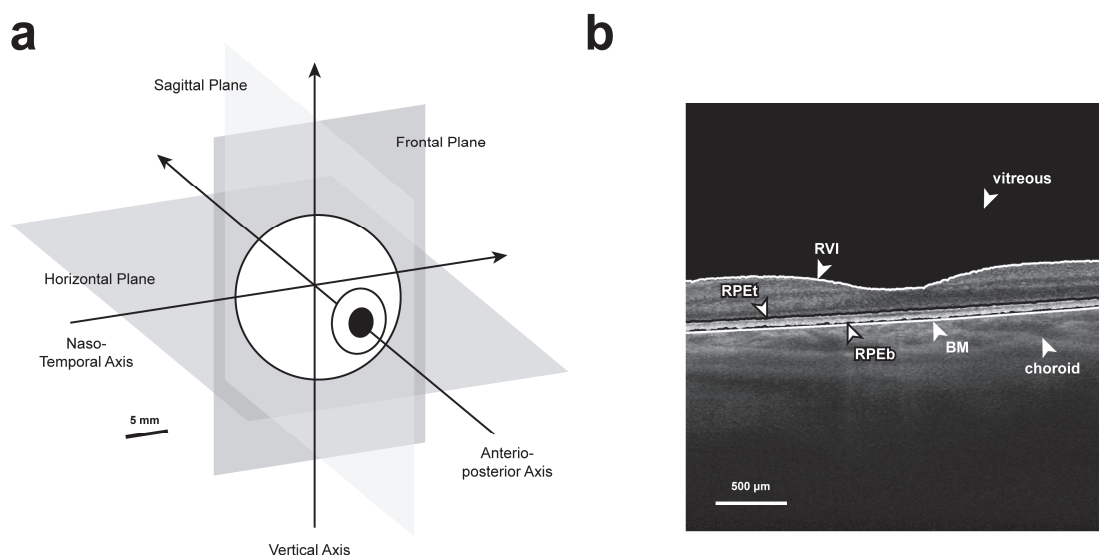 a
Sagittal Plane
Frontal Plane
Horizontal Plane
Naso-
Temporal Axis
5 mm
Anterio-
posterior Axis
Vertical Axis
b
vitreous
RVI
RPEt
RPEb
BM
choroid
500 µm